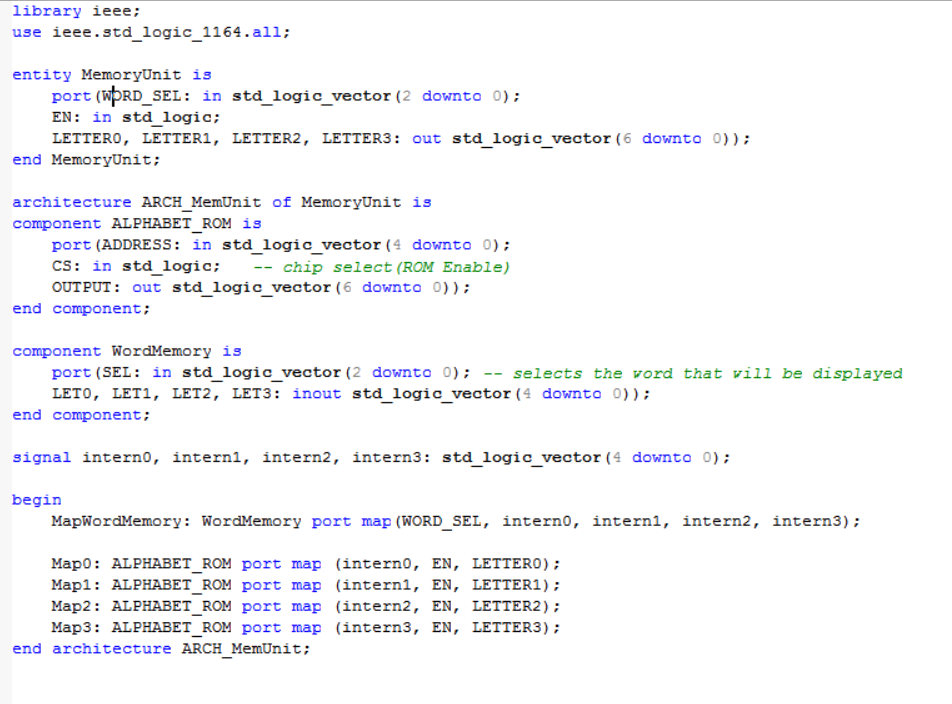 library ieee;
use ieee.std_logic_1164.all;
entity MemoryUnit is
port(WORD_SEL: in std_logic_vector(2 downto 0);
EN: in std_logic;
LETTER0, LETTER1, LETTER2, LETTER3: out std_logic_vector(6 downto 0));
end MemoryUnit;
architecture ARCH_MemUnit of MemoryUnit is
component ALPHABET_ROM is
port(ADDRESS: in std_logic_vector(4 downto 0);
CS: in std_logic; -- chip select(ROM Enable)
OUTPUT: out std_logic_vector(6 downto 0));
end component;
component WordMemory is
port(SEL: in std_logic_vector(2 downto 0); -- selects the word that will be displayed
LET0, LET1, LET2, LET3: inout std_logic_vector(4 downto 0));
end component;
signal intern0, intern1, intern2, intern3: std_logic_vector(4 downto 0);
begin
MapWordMemory: WordMemory port map(WORD_SEL, intern0, intern1, intern2, intern3);
Map0: ALPHABET_ROM port map (intern0, EN, LETTER0);
Map1: ALPHABET_ROM port map (intern1, EN, LETTER1);
Map2: ALPHABET_ROM port map (intern2, EN, LETTER2);
Map3: ALPHABET_ROM port map (intern3, EN, LETTER3);
end architecture ARCH_MemUnit;